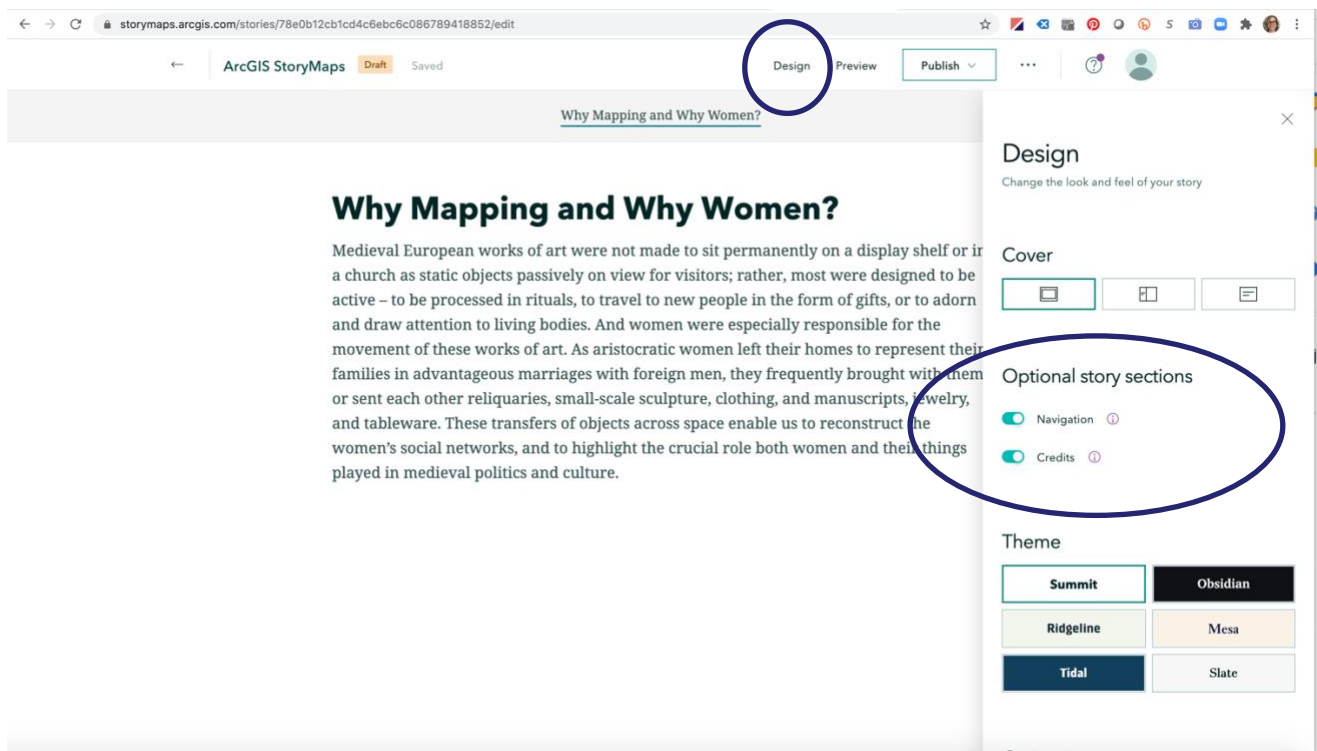 storymaps.arcgis.com/stories/78e0b12cb1cd4c6ebc6c086789418852/edit
ArcGIS StoryMaps Draft Saved Design Preview Publish
Why Mapping and Why Women?
Design
Change the look and feel of your story
Why Mapping and Why Women?
Medieval European works of art were not made to sit permanently on a display shelf or in
a church as static objects passively on view for visitors; rather, most were designed to be
active – to be processed in rituals, to travel to new people in the form of gifts, or to adorn
and draw attention to living bodies. And women were especially responsible for the
movement of these works of art. As aristocratic women left their homes to represent their
families in advantageous marriages with foreign men, they frequently brought with them
or sent each other reliquaries, small-scale sculpture, clothing, and manuscripts, jewelry,
and tableware. These transfers of objects across space enable us to reconstruct the
women's social networks, and to highlight the crucial role both women and their things
played in medieval politics and culture.
Cover
Optional story sections
Navigation
Credits
Theme
Summit Obsidian
Ridgeline Mesa
Tidal Slate